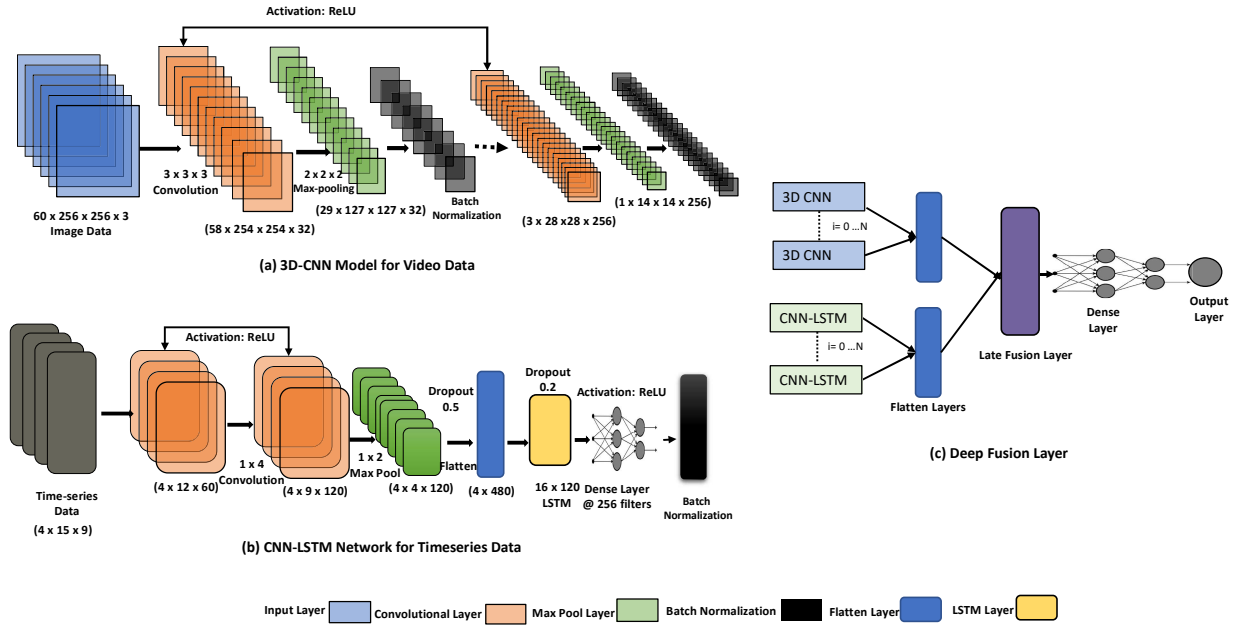 Activation: ReLU
3 x 3 x 3
Convolution
2 x 2 x 2
Max-pooling
Batch
Normalization
60 x 256 x 256 x 3
Image Data
(58 x 254 x 254 x 32)
(29 x 127 x 127 x 32)
(3 x 28 x28 x 256)
(1 x 14 x 14 x 256)
(a) 3D-CNN Model for Video Data
Activation: ReLU
Time-series
Data
(4 x 15 x 9)
(4 x 12 x 60)
1 x 4
Convolution
(4 x 9 x 120)
1 x 2
Max Pool
(4 x 4 x 120)
Dropout
0.5
Flatten
(4 x 480)
Dropout
0.2
16 x 120
LSTM
Activation: ReLU
Dense Layer
@ 256 filters
Batch
Normalization
(b) CNN-LSTM Network for Timeseries Data
3D CNN
i= 0 ...N
3D CNN
CNN-LSTM
i= 0 ...N
CNN-LSTM
Flatten Layers
Late Fusion Layer
Dense
Layer
Output
Layer
(c) Deep Fusion Layer
Input Layer
Convolutional Layer
Max Pool Layer
Batch Normalization
Flatten Layer
LSTM Layer